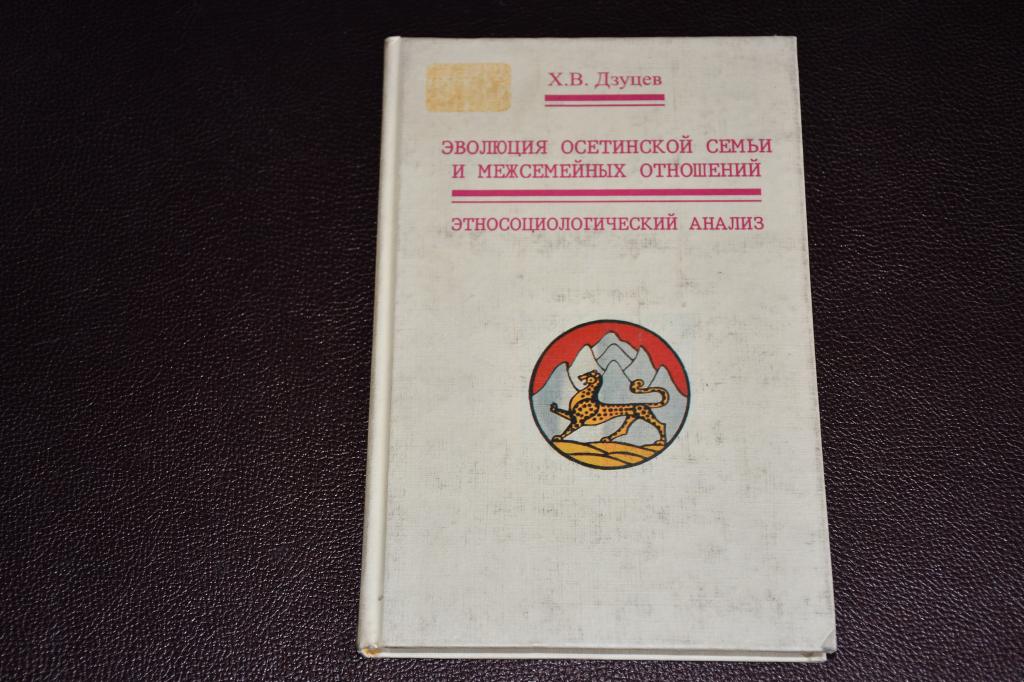 Х.В. Дзуцев
ЭВОЛЮЦИЯ ОСЕТИНСКОЙ СЕМЬИ
И МЕЖСЕМЕЙНЫХ ОТНОШЕНИЙ
ЭТНОСОЦИОЛОГИЧЕСКИЙ АНАЛИЗ